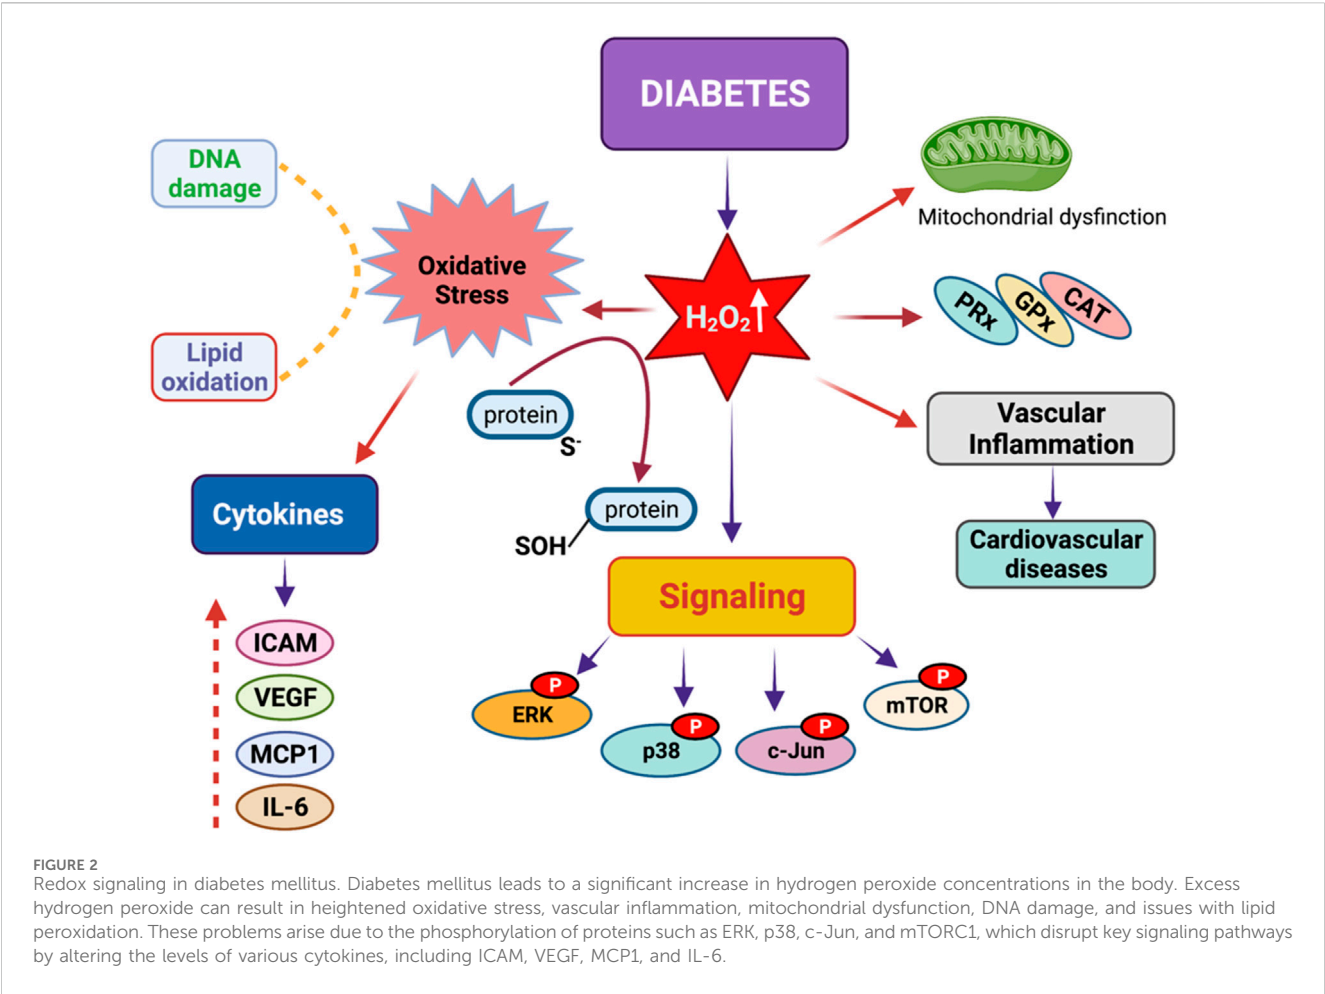 DIABETES
DNA
damage
Oxidative
Stress
H₂O₂
Mitochondrial dysfinction
PRx
GPx
CAT
Lipid
oxidation
protein
S-
Vascular
Inflammation
Cytokines
protein
SOH
Cardiovascular
diseases
Signaling
ICAM
VEGF
MCP1
IL-6
P
ERK
P
p38
P
c-Jun
P
mTOR
FIGURE 2
Redox signaling in diabetes mellitus. Diabetes mellitus leads to a significant increase in hydrogen peroxide concentrations in the body. Excess
hydrogen peroxide can result in heightened oxidative stress, vascular inflammation, mitochondrial dysfunction, DNA damage, and issues with lipid
peroxidation. These problems arise due to the phosphorylation of proteins such as ERK, p38, c-Jun, and mTORC1, which disrupt key signaling pathways
by altering the levels of various cytokines, including ICAM, VEGF, MCP1, and IL-6.